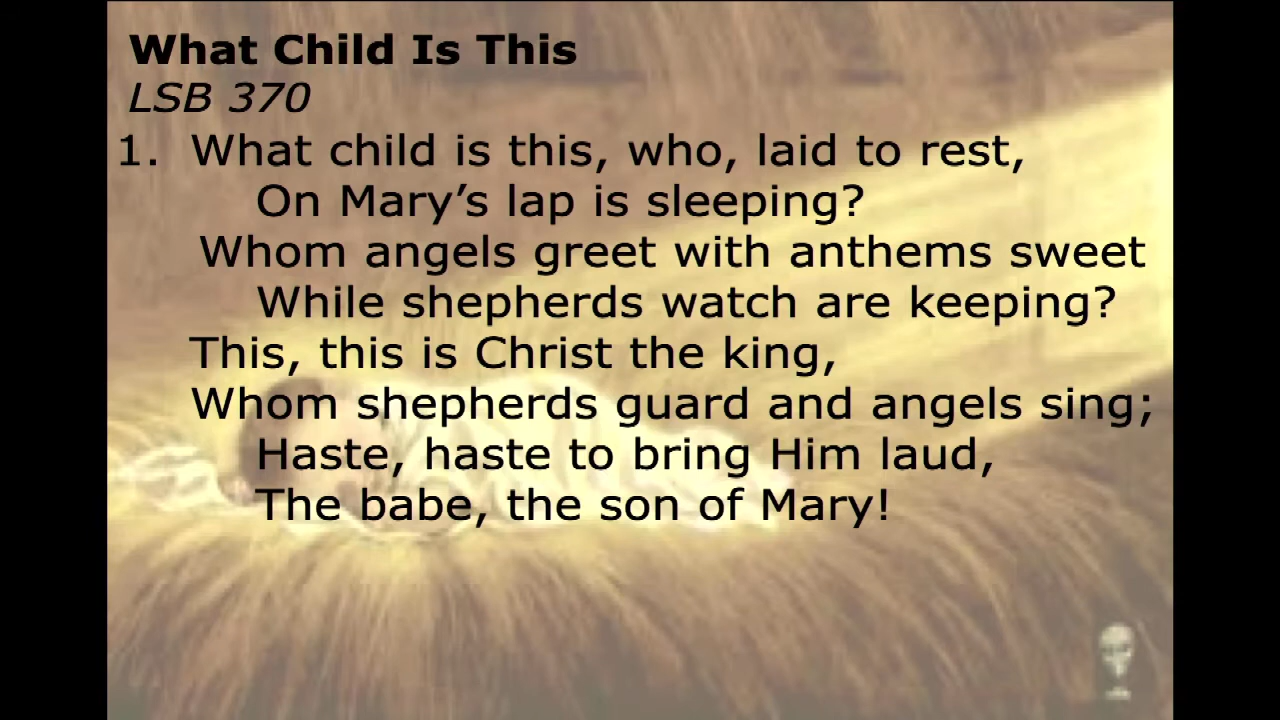 What Child Is This
LSB 370
1. What child is this, who, laid to rest,
On Mary’s lap is sleeping?
Whom angels greet with anthems sweet
While shepherds watch are keeping?
This, this is Christ the king,
Whom shepherds guard and angels sing;
Haste, haste to bring Him laud,
The babe, the son of Mary!